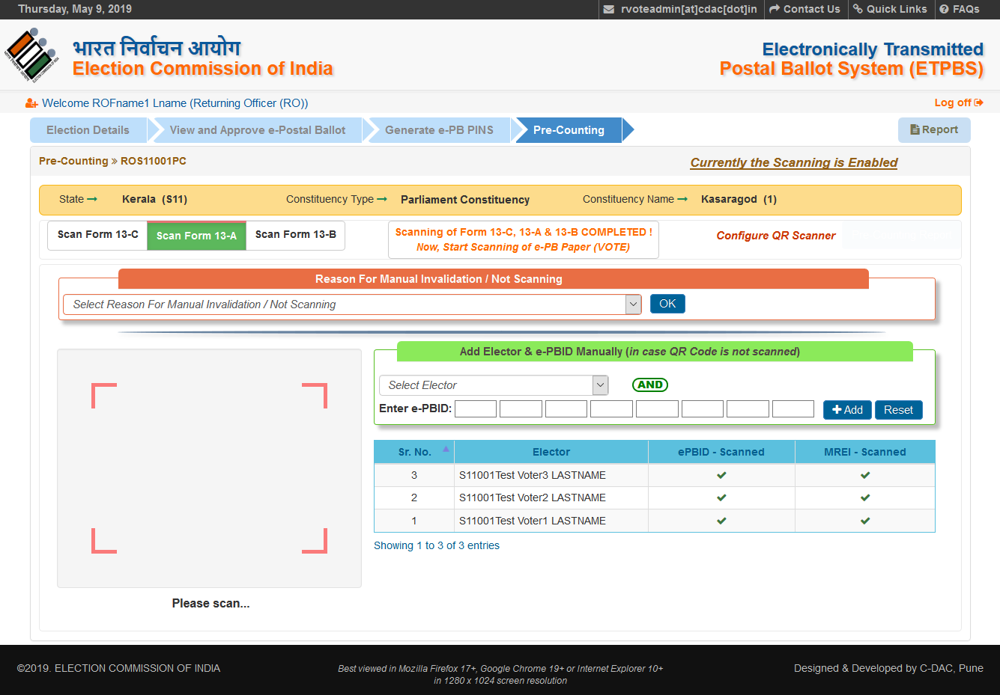 Thursday, May 9, 2019
rvoteadmin[at]cdac[dot]in
Contact Us
Quick Links
FAQs
भारत निर्वाचन आयोग
Election Commission of India
Electronically Transmitted
Postal Ballot System (ETPBS)
Welcome ROFname1 Lname (Returning Officer (RO))
Log off
Election Details
View and Approve e-Postal Ballot
Generate e-PB PINS
Pre-Counting
Report
Pre-Counting » ROS11001PC
Currently the Scanning is Enabled
State → Kerala (S11)
Constituency Type → Parliament Constituency
Constituency Name → Kasaragod (1)
Scan Form 13-C
Scan Form 13-A
Scan Form 13-B
Scanning of Form 13-C, 13-A & 13-B COMPLETED !
Now, Start Scanning of e-PB Paper (VOTE)
Configure QR Scanner
Reason For Manual Invalidation / Not Scanning
Select Reason For Manual Invalidation / Not Scanning
OK
Add Elector & e-PBID Manually (in case QR Code is not scanned)
Select Elector
AND
Enter e-PBID:
Add
Reset
Sr. No. Elector ePBID - Scanned MREI - Scanned
3 S11001Test Voter3 LASTNAME ✔ ✔
2 S11001Test Voter2 LASTNAME ✔ ✔
1 S11001Test Voter1 LASTNAME ✔ ✔
Showing 1 to 3 of 3 entries
Please scan...
©2019. ELECTION COMMISSION OF INDIA
Best viewed in Mozilla Firefox 17+, Google Chrome 19+ or Internet Explorer 10+
in 1280 x 1024 screen resolution
Designed & Developed by C-DAC, Pune